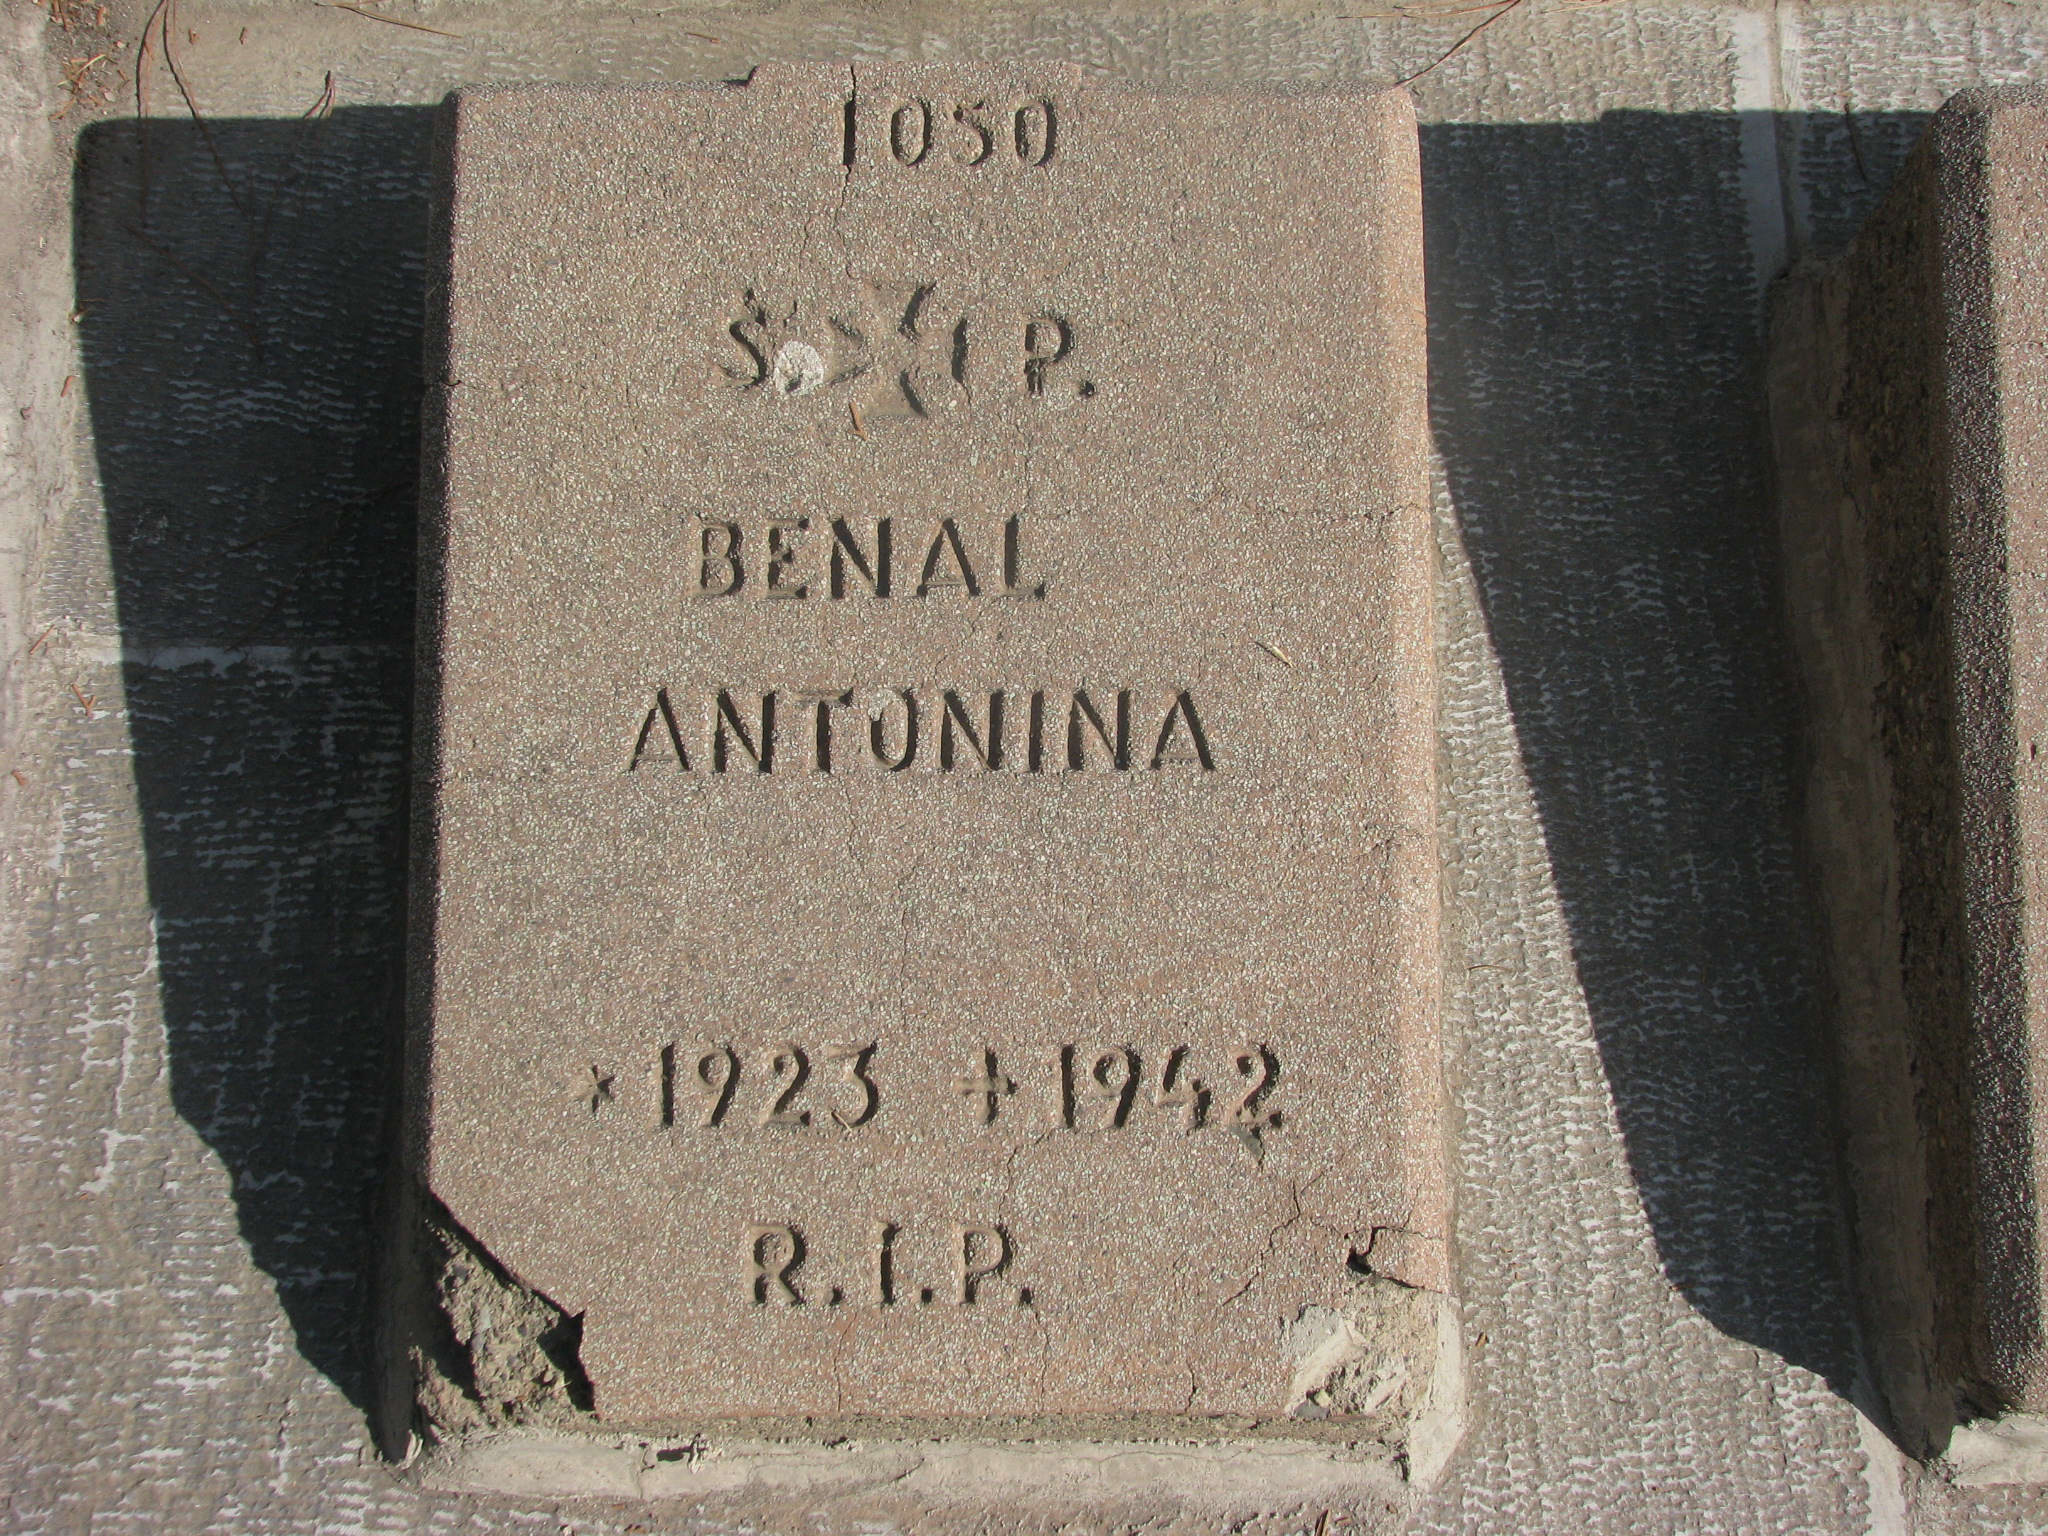 1050
Ś. P.
BENAL
ANTONINA
* 1923 + 1942
R.I.P.